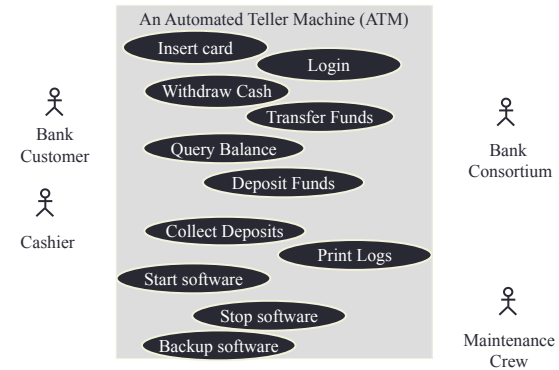 An Automated Teller Machine (ATM)
Insert card
Login
Withdraw Cash
Transfer Funds
Bank
Customer
Query Balance
Bank
Consortium
Deposit Funds
Cashier
Collect Deposits
Print Logs
Start software
Stop software
Backup software
Maintenance
Crew